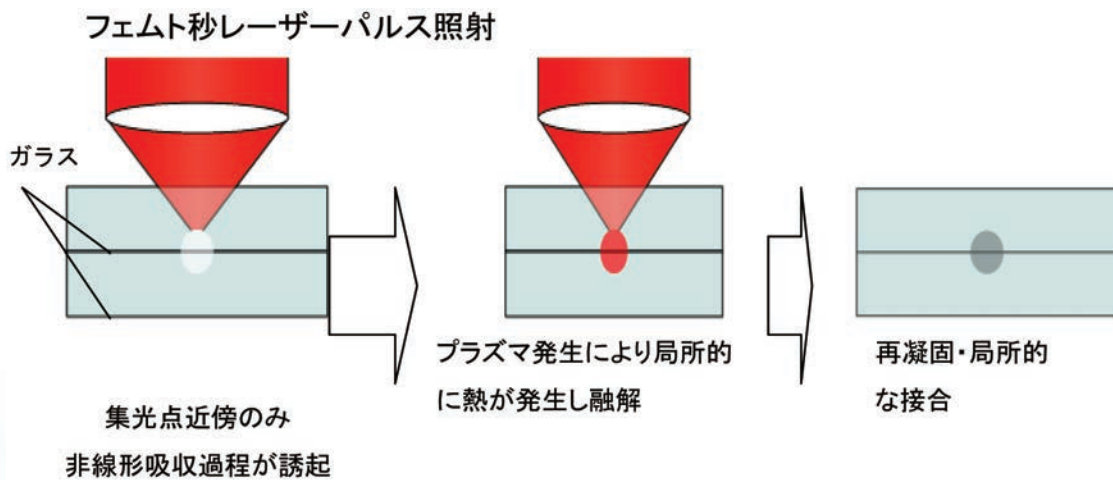 フェムト秒レーザーパルス照射
ガラス
集光点近傍のみ
非線形吸収過程が誘起
プラズマ発生により局所的
に熱が発生し融解
再凝固・局所的
な接合